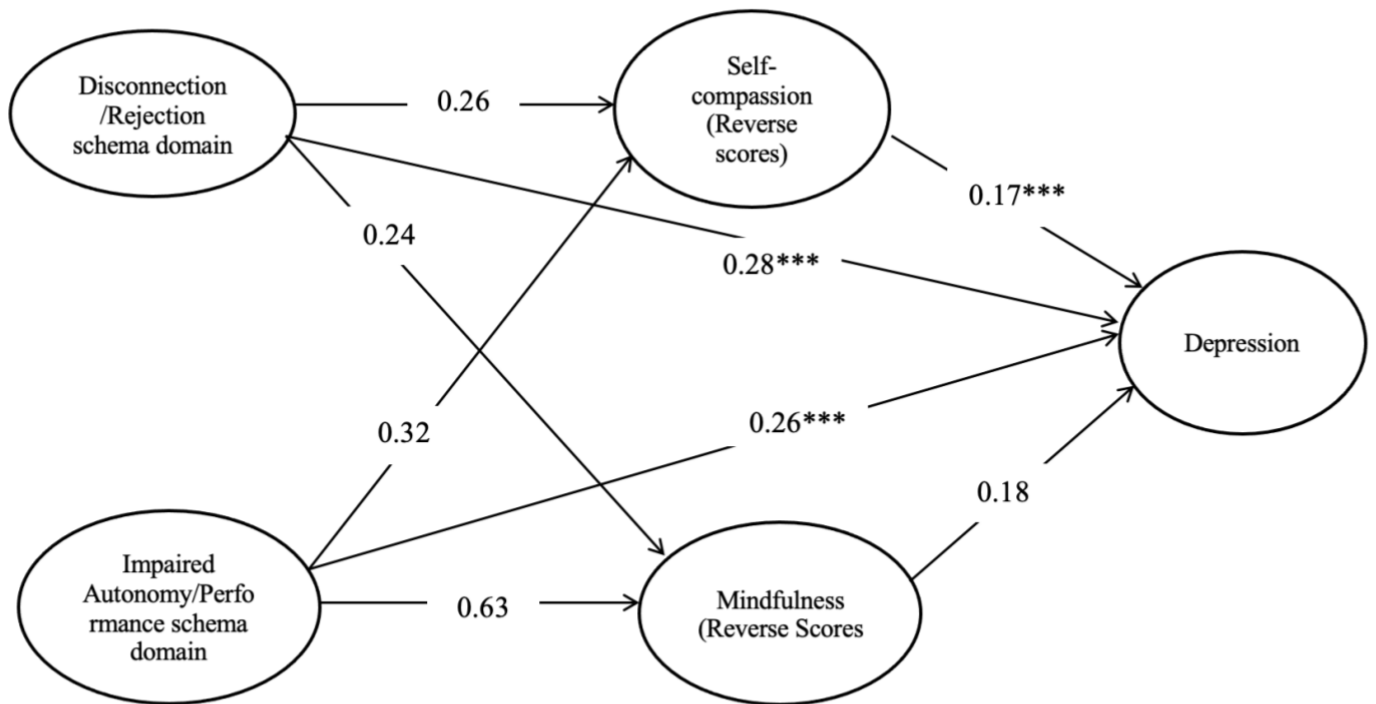 Disconnection
/Rejection
schema domain
0.26
Self-
compassion
(Reverse
scores)
0.17***
0.24
0.28***
Depression
0.32
0.26***
0.18
Impaired
Autonomy/Perfo
rmance schema
domain
0.63
Mindfulness
(Reverse Scores